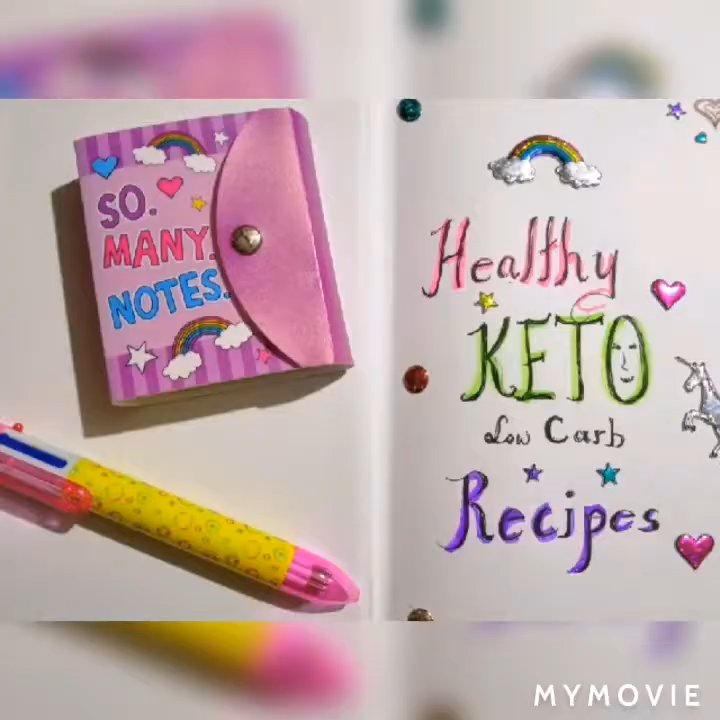 SO.
MANY.
NOTES.
Healthy
KETO
Low Carb
Recipes
MYMOVIE